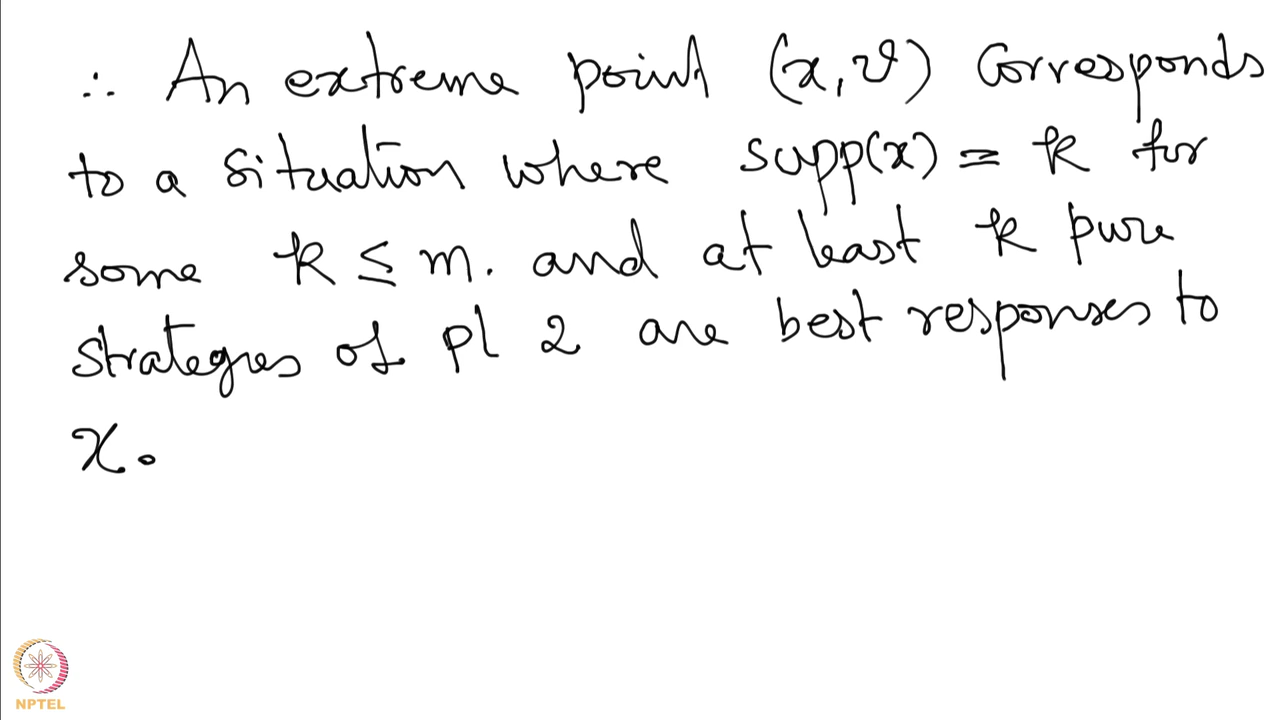 ∴ An extreme point (x, v) Corresponds
to a situation where supp(x) = k for
some k ≤ m. and at least k pure
strategies of pl 2 are best responses to
x.
NPTEL